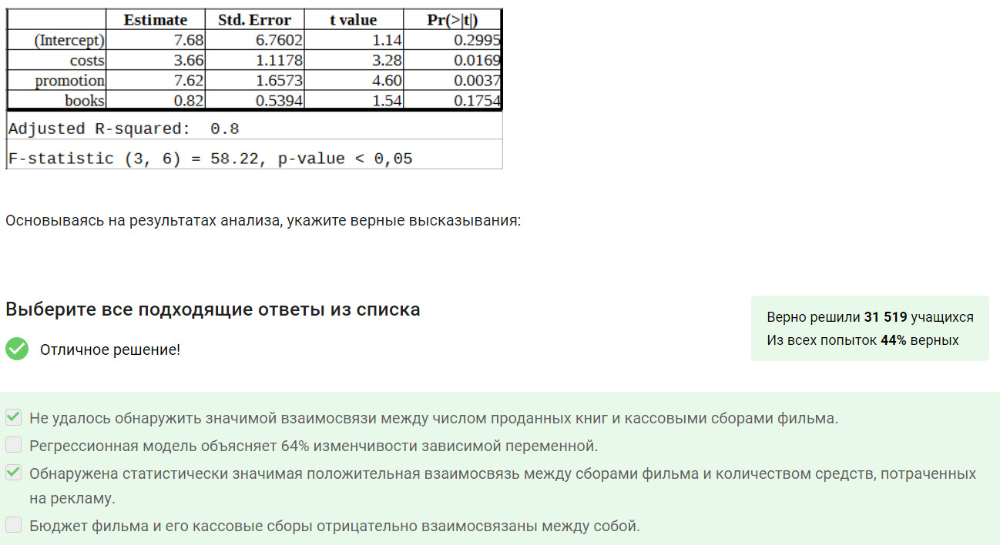 Estimate Std. Error t value Pr(>|t|)
(Intercept) 7.68 6.7602 1.14 0.2995
costs 3.66 1.1178 3.28 0.0169
promotion 7.62 1.6573 4.60 0.0037
books 0.82 0.5394 1.54 0.1754
Adjusted R-squared: 0.8
F-statistic (3, 6) = 58.22, p-value < 0,05
Основываясь на результатах анализа, укажите верные высказывания:
Выберите все подходящие ответы из списка
Верно решили 31 519 учащихся
Из всех попыток 44% верных
Отличное решение!
Не удалось обнаружить значимой взаимосвязи между числом проданных книг и кассовыми сборами фильма.
Регрессионная модель объясняет 64% изменчивости зависимой переменной.
Обнаружена статистически значимая положительная взаимосвязь между сборами фильма и количеством средств, потраченных
на рекламу.
Бюджет фильма и его кассовые сборы отрицательно взаимосвязаны между собой.